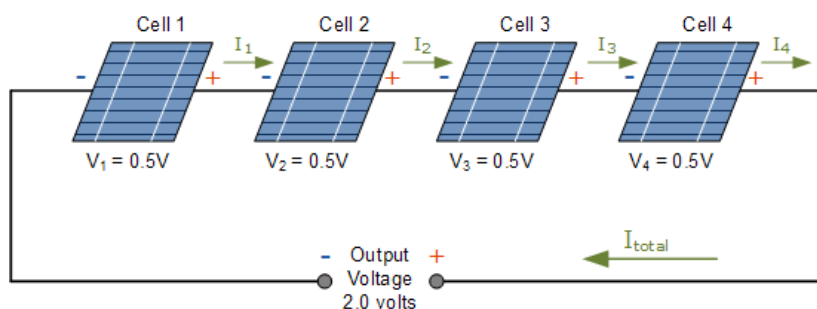 Cell 1 Cell 2 Cell 3 Cell 4
I₁ I₂ I₃ I₄
- + - + - + - +
V₁ = 0.5V V₂ = 0.5V V₃ = 0.5V V₄ = 0.5V
I_total
- Output +
Voltage
2.0 volts